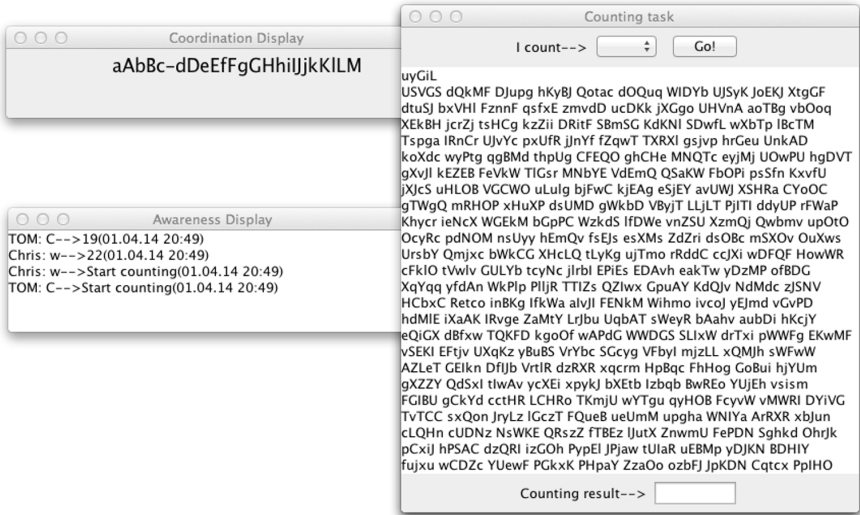 Coordination Display
aAbBc-dDeEfFgGHhiIJjkKlLM
Awareness Display
TOM: C-->19(01.04.14 20:49)
Chris: w-->22(01.04.14 20:49)
Chris: w-->Start counting(01.04.14 20:49)
TOM: C-->Start counting(01.04.14 20:49)
Counting task
I count-->
Go!
uyGiL
USVGS dQkMF DJupg hKyBJ Qotac dOQuq WIDYb UJSyK JoEKJ XtgGF
dtuSJ bxVHl FznnF qsfxE zmvdD ucDKk jXGgo UHVnA aoTBg vbOoq
XEkBH jcrZj tsHCg kzZii DRitF SBmSG KdKNl SDwfL wXbTp lBcTM
Tspga IRnCr UJvYc pxUfR jJnYf fZqwT TXRXl gsjvp hrGeu UnkAD
koXdc wyPtg qgBMd thpUg CFEQO ghCHe MNQTc eyjMj UOwPU hgDVT
gXvJl kEZEB FeVkW TlGsr MNbYE VdEmQ QSaKW FbOPi psSfn KxvfU
jXJcS uHLOB VGCWO uLulg bjFwC kjEAg eSjEY avUWJ XSHRa CYoOC
gTWgQ mRHOP xHuXP dsUMD gWkbD VByjT LLjLT PjITI ddyUP rFWaP
Khycr ieNcX WGEkM bGpPC WzkdS lfDWe vnZSU XzmQj Qwbmv upOtO
OcyRc pdNOM nsUyy hEmQv fsEJs esXMs ZdZri dsOBc mSXOv OuXws
UrsbY Qmjxc bWkCG XHcLQ tLyKg ujTmo rRddC ccJXi wDFQF HowWR
cFklO tVwlv GULYb tcyNc jlrbl EPiEs EDAvh eakTw yDzMP ofBDG
XqYqq yfdAn WkPlp PlljR TTIZs QZIwx GpuAY KdQJv NdMdc zJSNV
HCbxC Retco inBKg IfkWa aIvJI FENkM Wihmo ivcoJ yEJmd vGvPD
hdMlE iXaAK IRvge ZaMtY LrJbu UqbAT sWeyR bAahv aubDi hKcjY
eQiGX dBfxw TQKFD kgoOf wAPdG WWDGS SLIxW drTxi pWWFg EKwMF
vSEKI EFtjv UXqKz yBuBS VrYbc SGcyg VFbyI mjzLL xQMJh sWFwW
AZLeT GEIkn DfIJb VrtlR dzRXR xqcrm HpBqc FhHog GoBui hjYUm
gXZZY QdSxI tIwAv ycXEi xpykJ bXEtb Izbqb BwREo YUjEh vsism
FGIBU gCkYd cctHR LCHRo TKmjU wYTgu qyHOB FcyvW vMWRI DYiVG
TvTCC sxQon JryLz lGczT FQueB ueUmM upgha WNIYa ArRXR xbJun
cLQHn cUDNz NsWKE QRszZ fTBEz lJutX ZnwmU FePDN Sghkd OhrJk
pCxiJ hPSAC dzQRI izGOh PypEl JPjaw tUIaR uEBMp yDJKN BDHIY
fujxu wCDZc YUewF PGkxK PHpaY ZzaOo ozbFJ JpKDN Cqtcx PpIHO
Counting result-->